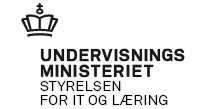 UNDERVISNINGS
MINISTERIET
STYRELSEN
FOR IT OG LÆRING